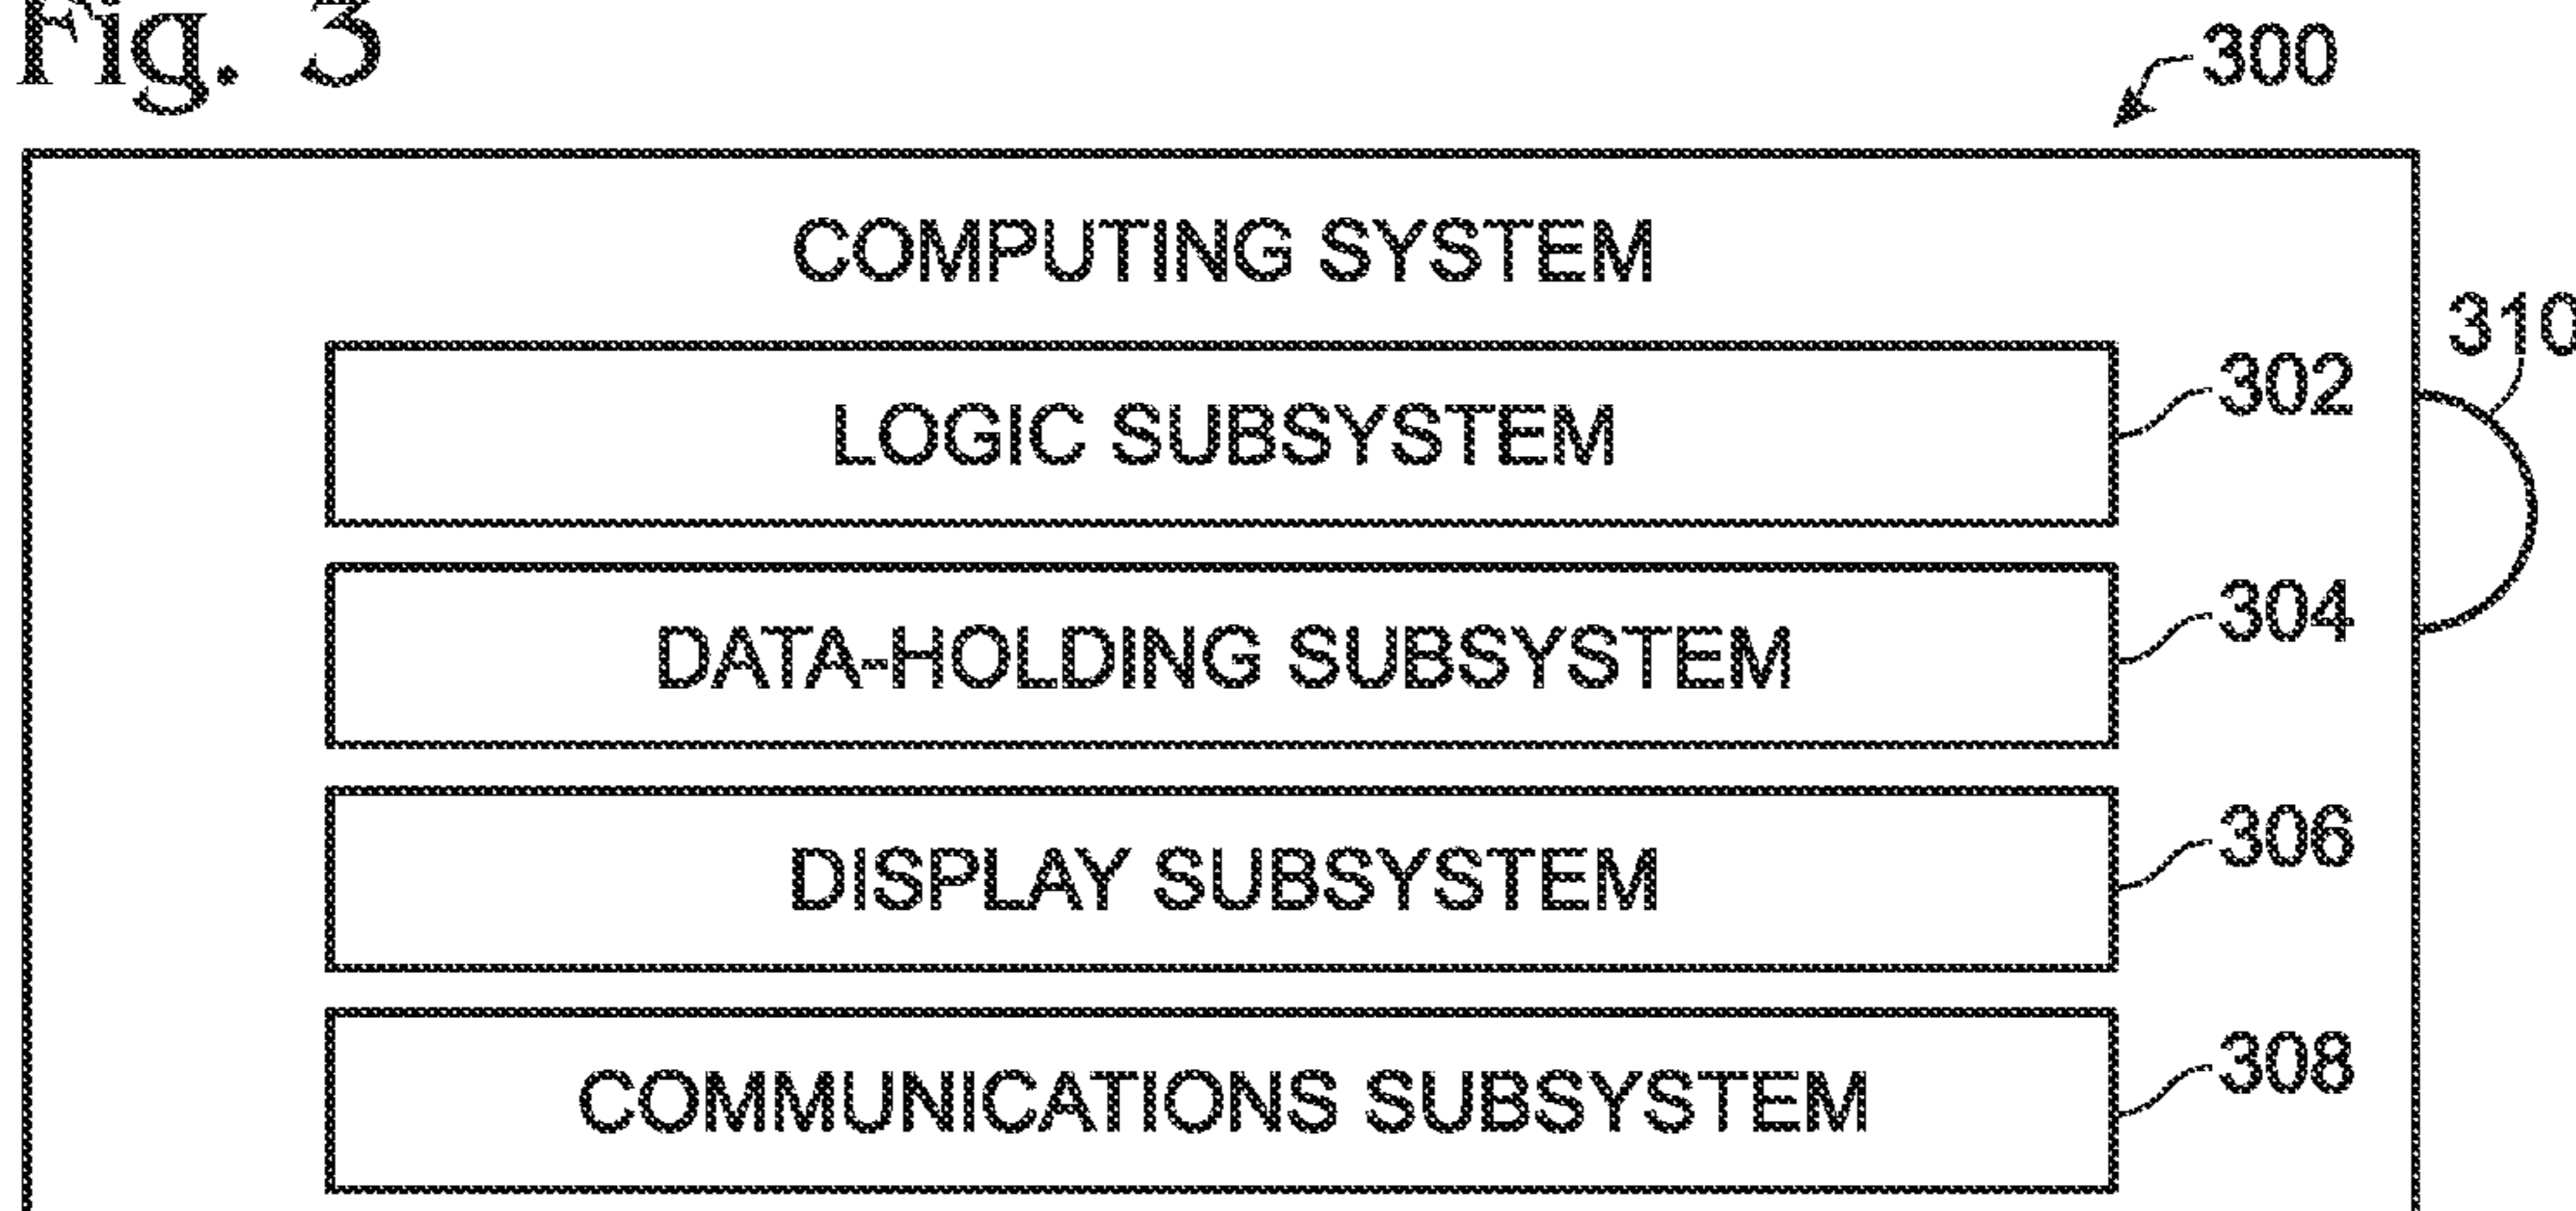 Fig. 3
300
COMPUTING SYSTEM
310
302
LOGIC SUBSYSTEM
304
DATA-HOLDING SUBSYSTEM
306
DISPLAY SUBSYSTEM
308
COMMUNICATIONS SUBSYSTEM